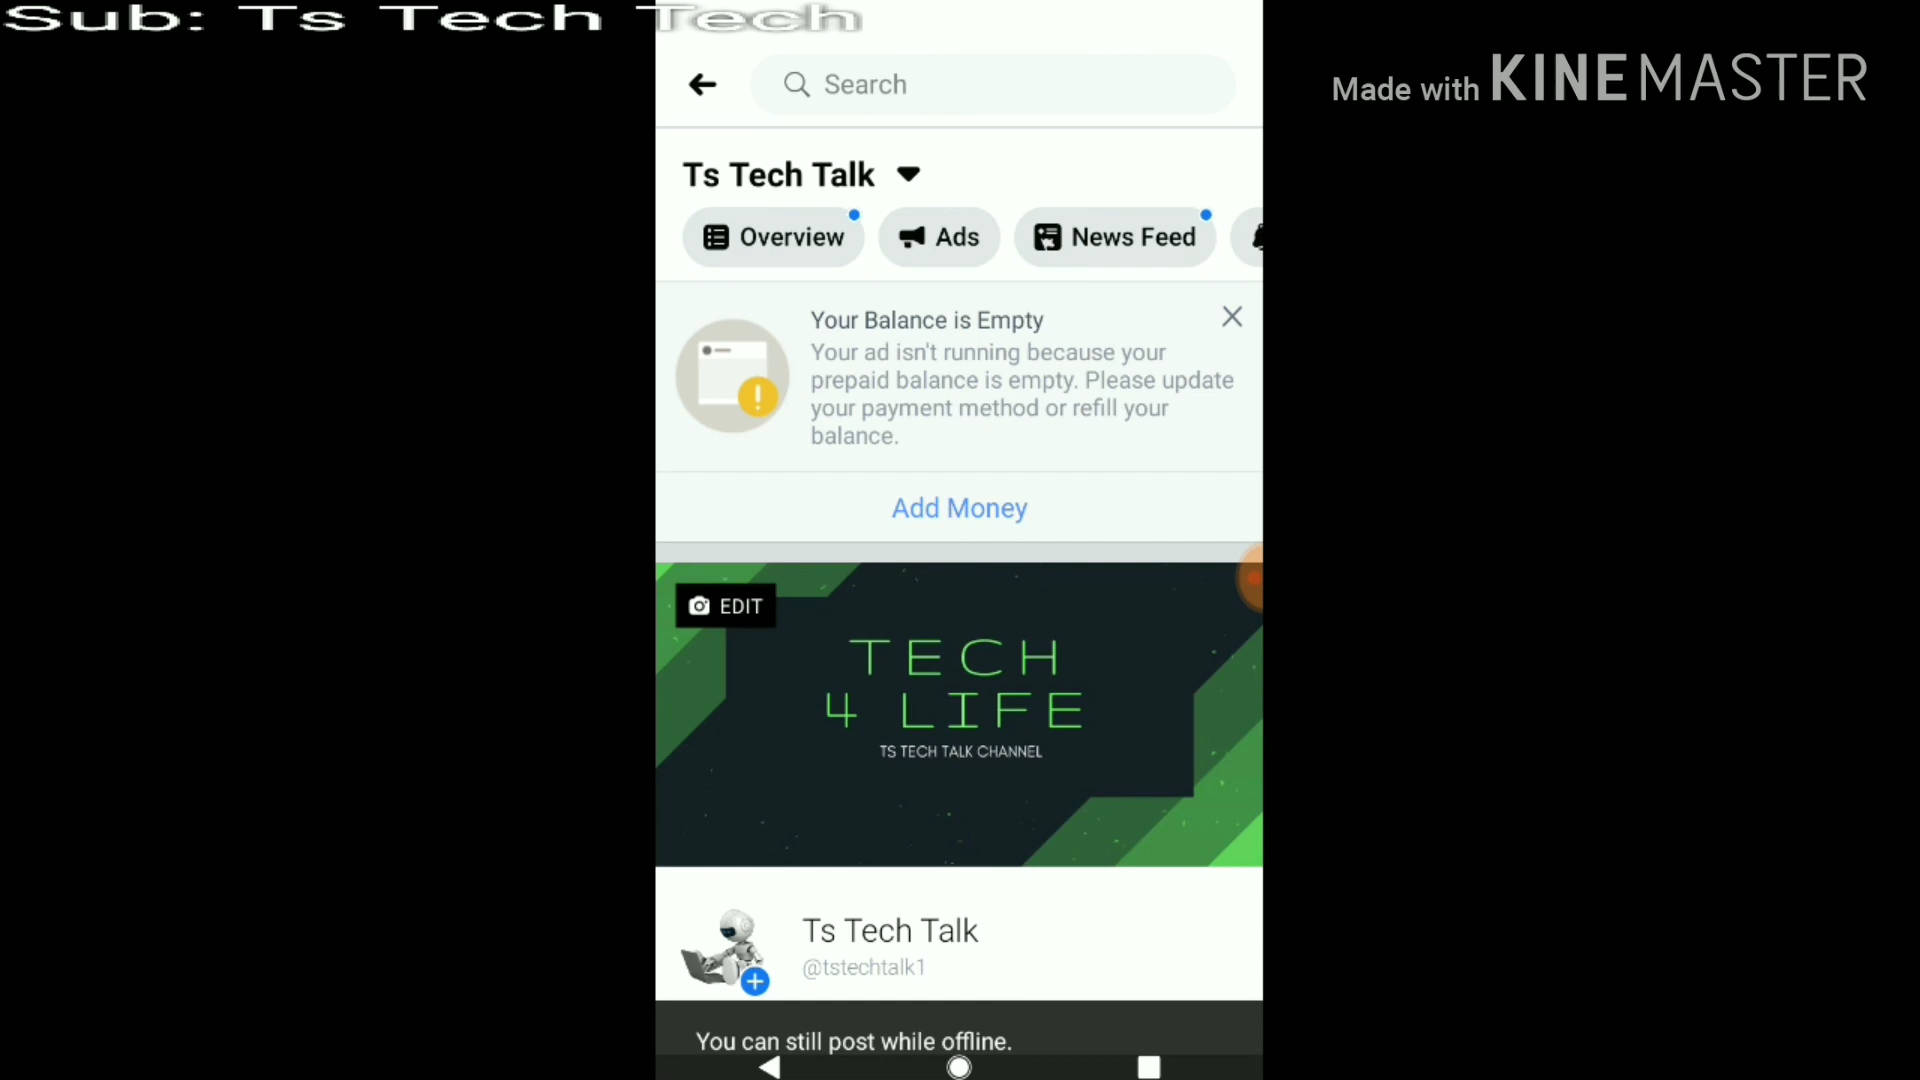 Sub: Ts Tech Tech
Made with KINEMASTER
Search
Ts Tech Talk
Overview
Ads
News Feed
Your Balance is Empty
Your ad isn't running because your
prepaid balance is empty. Please update
your payment method or refill your
balance.
Add Money
EDIT
TECH
4 LIFE
TS TECH TALK CHANNEL
Ts Tech Talk
@tstechtalk1
You can still post while offline.